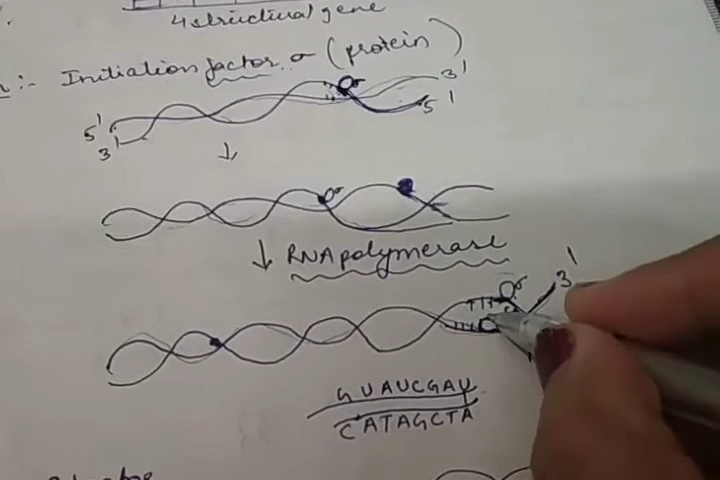 4 structural gene
:- Initiation factor σ (protein)
3'
5'
5'
3'
σ
↓ RNA polymerase
σ
3'
GUAUCGAU
CATAGCTA